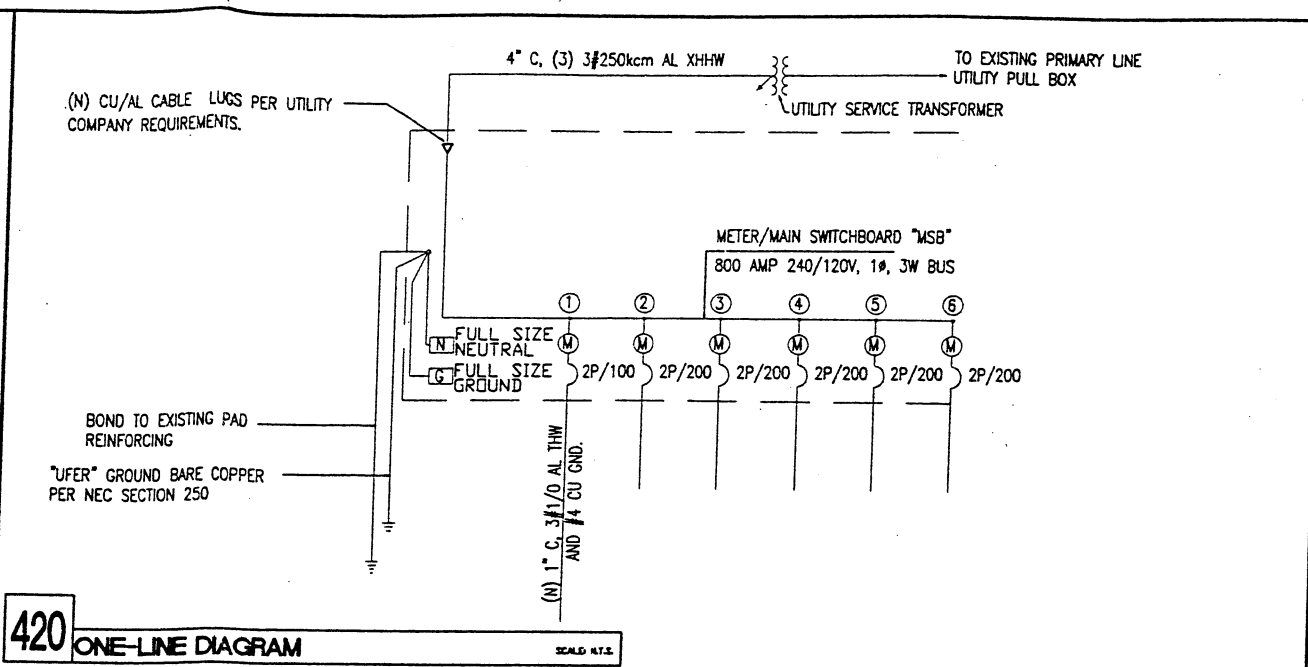 4" C, (3) 3#250kcm AL XHHW
TO EXISTING PRIMARY LINE
UTILITY PULL BOX
UTILITY SERVICE TRANSFORMER
(N) CU/AL CABLE LUGS PER UTILITY
COMPANY REQUIREMENTS.
METER/MAIN SWITCHBOARD "MSB"
800 AMP 240/120V, 1ø, 3W BUS
1 2 3 4 5 6
N FULL SIZE
NEUTRAL
G FULL SIZE
GROUND
M M M M M M
2P/100 2P/200 2P/200 2P/200 2P/200 2P/200
BOND TO EXISTING PAD
REINFORCING
"UFER" GROUND BARE COPPER
PER NEC SECTION 250
(N) 1" C, 3#1/0 AL THW
AND #4 CU GND.
420 ONE-LINE DIAGRAM
SCALE: N.T.S.